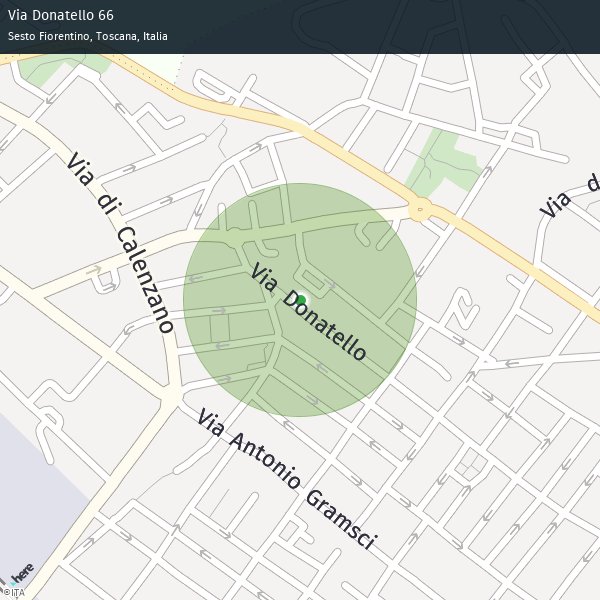 Via Donatello 66
Sesto Fiorentino, Toscana, Italia
Via di Calenzano
Via d
Via Donatello
Via Antonio Gramsci
here
©ITA